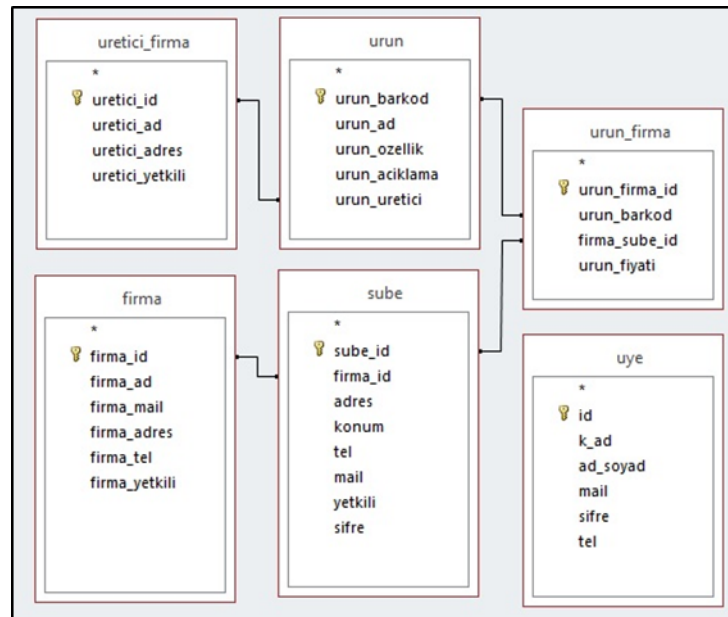 uretici_firma
*
uretici_id
uretici_ad
uretici_adres
uretici_yetkili
urun
*
urun_barkod
urun_ad
urun_ozellik
urun_aciklama
urun_uretici
urun_firma
*
urun_firma_id
urun_barkod
firma_sube_id
urun_fiyati
firma
*
firma_id
firma_ad
firma_mail
firma_adres
firma_tel
firma_yetkili
sube
*
sube_id
firma_id
adres
konum
tel
mail
yetkili
sifre
uye
*
id
k_ad
ad_soyad
mail
sifre
tel